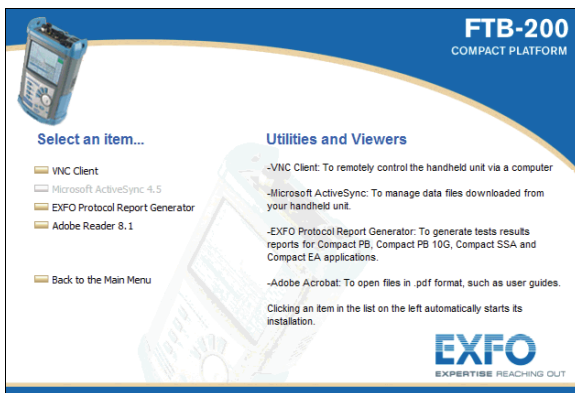 FTB-200
COMPACT PLATFORM
Select an item...
VNC Client
Microsoft ActiveSync 4.5
EXFO Protocol Report Generator
Adobe Reader 8.1
Back to the Main Menu
Utilities and Viewers
-VNC Client: To remotely control the handheld unit via a computer
-Microsoft ActiveSync: To manage data files downloaded from
your handheld unit.
-EXFO Protocol Report Generator: To generate tests results
reports for Compact PB, Compact PB 10G, Compact SSA and
Compact EA applications.
-Adobe Acrobat: To open files in .pdf format, such as user guides.
Clicking an item in the list on the left automatically starts its
installation.
EXFO
EXPERTISE REACHING OUT